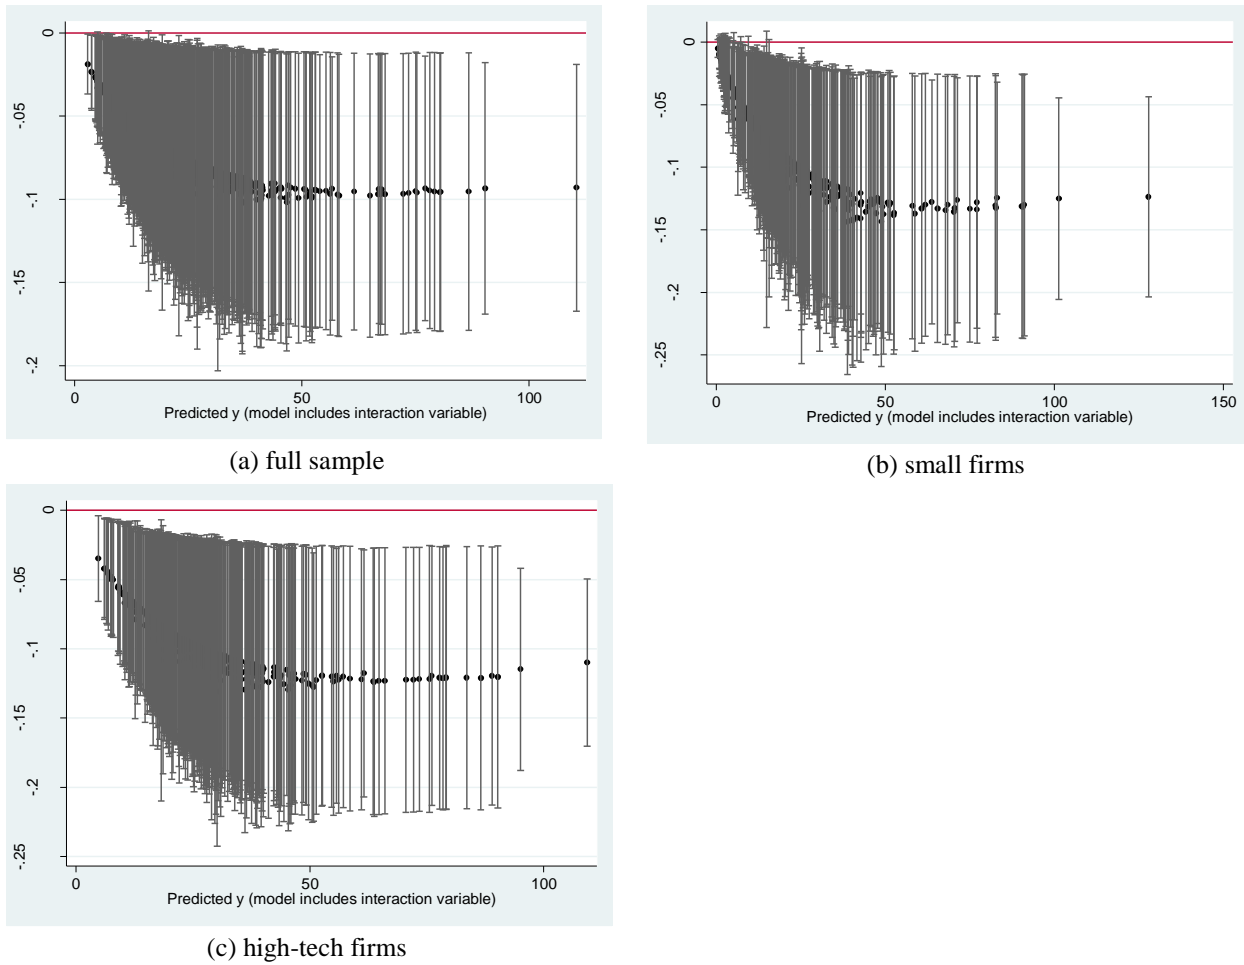 0
-.05
-.1
-.15
-.2
0 50 100
Predicted y (model includes interaction variable)
(a) full sample
0
-.05
-.1
-.15
-.2
-.25
0 50 100 150
Predicted y (model includes interaction variable)
(b) small firms
0
-.05
-.1
-.15
-.2
-.25
0 50 100
Predicted y (model includes interaction variable)
(c) high-tech firms